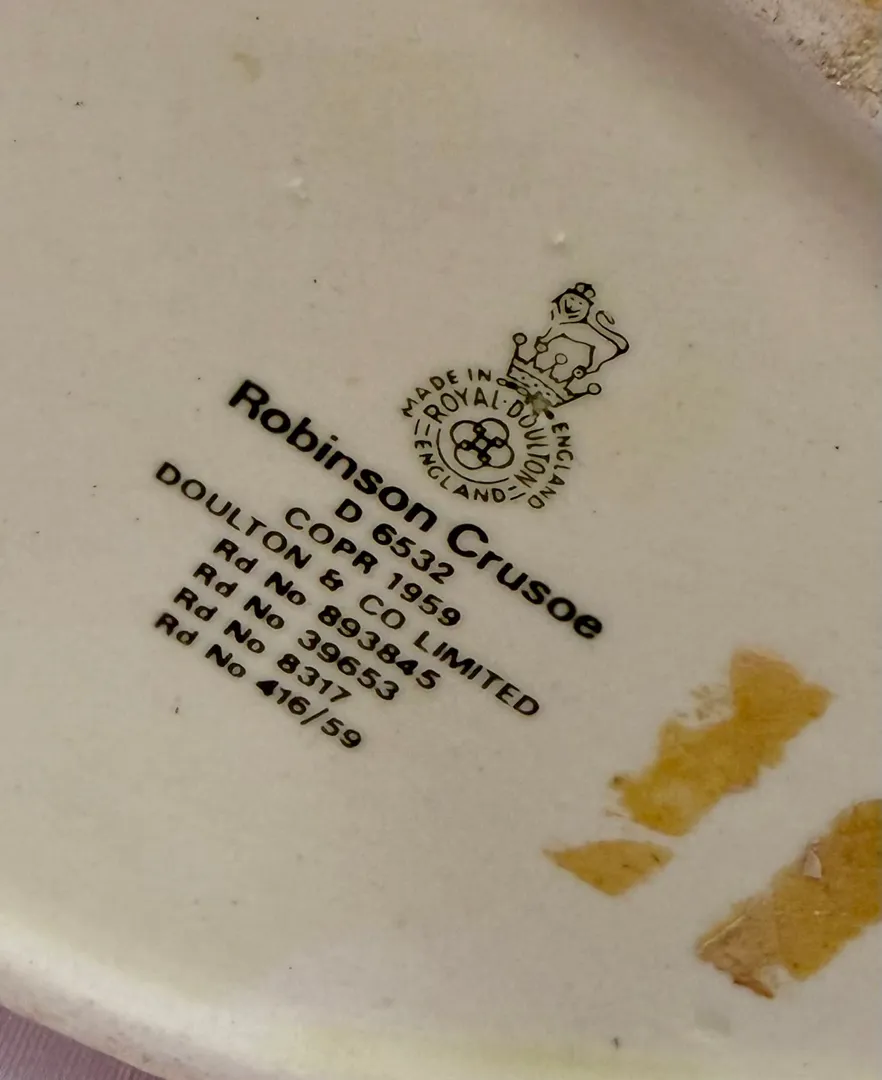 MADE IN ENGLAND
ROYAL·DOULTON
ENGLAND
Robinson Crusoe
D 6532
COPR 1959
DOULTON & CO LIMITED
Rd No 893845
Rd No 39653
Rd No 8317
Rd No 416/59